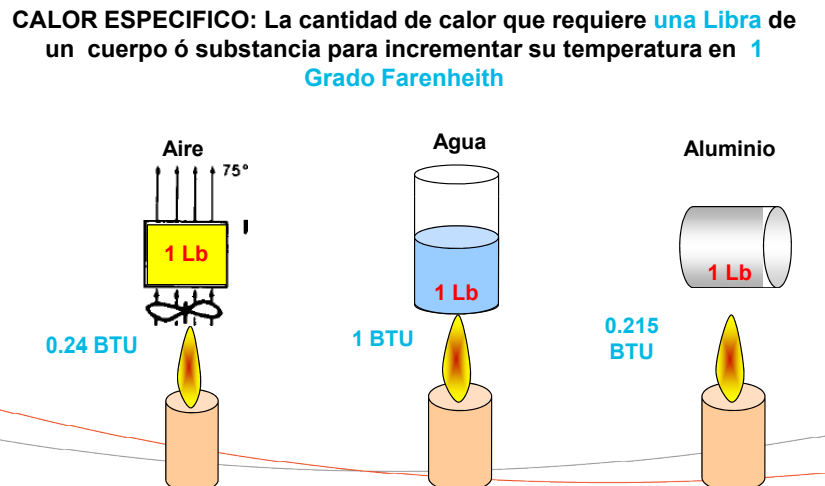 CALOR ESPECIFICO: La cantidad de calor que requiere una Libra de
un cuerpo ó substancia para incrementar su temperatura en 1
Grado Farenheith
Aire
Agua
Aluminio
75°
1 Lb
1 Lb
1 Lb
0.24 BTU
1 BTU
0.215
BTU